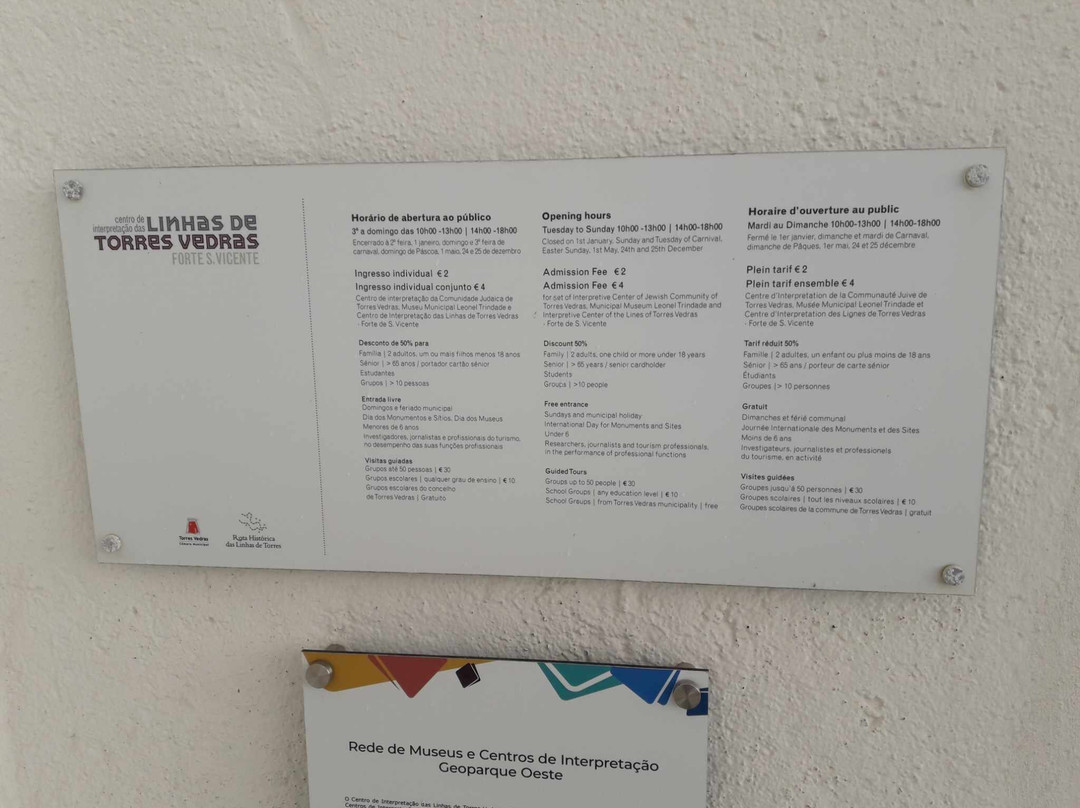 centro de
interpretação das LINHAS DE
TORRES VEDRAS
FORTE S. VICENTE
Torres Vedras
Câmara Municipal
Rota Histórica
das Linhas de Torres
Horário de abertura ao público
3ª a domingo das 10h00 -13h00 | 14h00-18h00
Encerrado à 2ª feira, 1 janeiro, domingo e 3ª feira de
carnaval, domingo de Páscoa, 1 maio, 24 e 25 de dezembro
Ingresso individual € 2
Ingresso individual conjunto € 4
Centro de interpretação da Comunidade Judaica de
Torres Vedras, Museu Municipal Leonel Trindade e
Centro de Interpretação das Linhas de Torres Vedras
- Forte de S. Vicente
Desconto de 50% para
Família | 2 adultos, um ou mais filhos menos 18 anos
Sénior | > 65 anos / portador cartão sénior
Estudantes
Grupos | > 10 pessoas
Entrada livre
Domingos e feriado municipal
Dia dos Monumentos e Sítios, Dia dos Museus
Menores de 6 anos
Investigadores, jornalistas e profissionais do turismo,
no desempenho das suas funções profissionais
Visitas guiadas
Grupos até 50 pessoas | € 30
Grupos escolares | qualquer grau de ensino | € 10
Grupos escolares do concelho
de Torres Vedras | Gratuito
Opening hours
Tuesday to Sunday 10h00 -13h00 | 14h00-18h00
Closed on 1st January, Sunday and Tuesday of Carnival,
Easter Sunday, 1st May, 24th and 25th December
Admission Fee € 2
Admission Fee € 4
for set of Interpretive Center of Jewish Community of
Torres Vedras, Municipal Museum Leonel Trindade and
Interpretive Center of the Lines of Torres Vedras
- Forte de S. Vicente
Discount 50%
Family | 2 adults, one child or more under 18 years
Senior | > 65 years / senior cardholder
Students
Groups | >10 people
Free entrance
Sundays and municipal holiday
International Day for Monuments and Sites
Under 6
Researchers, journalists and tourism professionals,
in the performance of professional functions
Guided Tours
Groups up to 50 people | € 30
School Groups | any education level | € 10
School Groups | from Torres Vedras municipality | free
Horaire d'ouverture au public
Mardi au Dimanche 10h00-13h00 | 14h00-18h00
Fermé le 1er janvier, dimanche et mardi de Carnaval,
dimanche de Pâques, 1er mai, 24 et 25 décembre
Plein tarif € 2
Plein tarif ensemble € 4
Centre d'Interpretation de la Communauté Juive de
Torres Vedras, Musée Municipal Leonel Trindade et
Centre d'Interpretation des Lignes de Torres Vedras
- Forte de S. Vicente
Tarif réduit 50%
Famille | 2 adultes, un enfant ou plus moins de 18 ans
Sénior | > 65 ans / porteur de carte sénior
Étudiants
Groupes | > 10 personnes
Gratuit
Dimanches et férié communal
Journée Internationale des Monuments et des Sites
Moins de 6 ans
Investigateurs, journalistes et professionels
du tourisme, en activité
Visites guidées
Groupes jusqu'à 50 personnes | € 30
Groupes scolaires | tout les niveaux scolaires | € 10
Groupes scolaires de la commune de Torres Vedras | gratuit
Rede de Museus e Centros de Interpretação
Geoparque Oeste
O Centro de Interpretação das Linhas de Torres